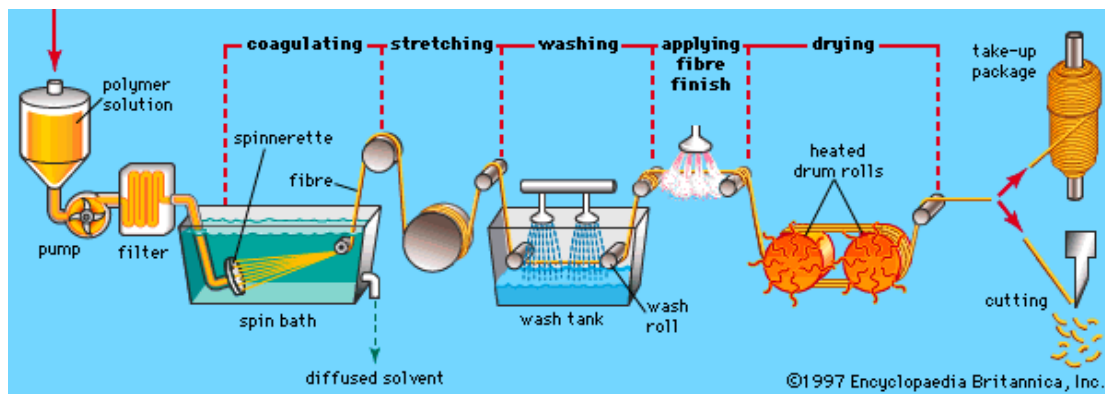 coagulating
stretching
washing
applying
fibre
finish
drying
take-up
package
polymer
solution
spinnerette
fibre
heated
drum rolls
pump
filter
cutting
spin bath
wash tank
wash
roll
diffused solvent
©1997 Encyclopaedia Britannica, Inc.